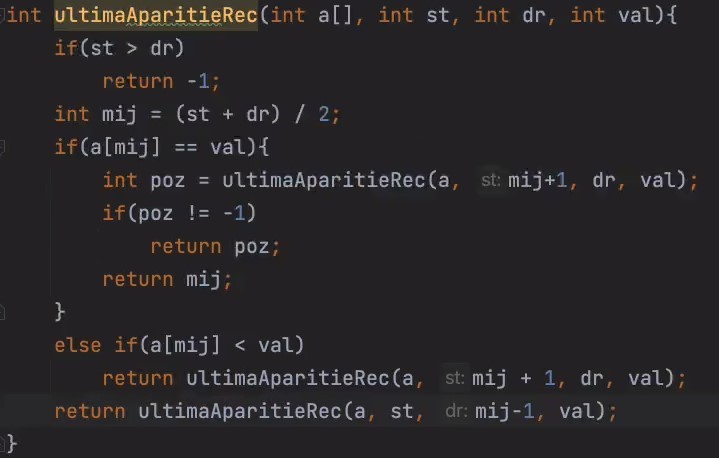 int ultimaAparitieRec(int a[], int st, int dr, int val){
    if(st > dr)
        return -1;
    int mij = (st + dr) / 2;
    if(a[mij] == val){
        int poz = ultimaAparitieRec(a, st: mij+1, dr, val);
        if(poz != -1)
            return poz;
        return mij;
    }
    else if(a[mij] < val)
        return ultimaAparitieRec(a, st: mij + 1, dr, val);
    return ultimaAparitieRec(a, st, dr: mij-1, val);
}